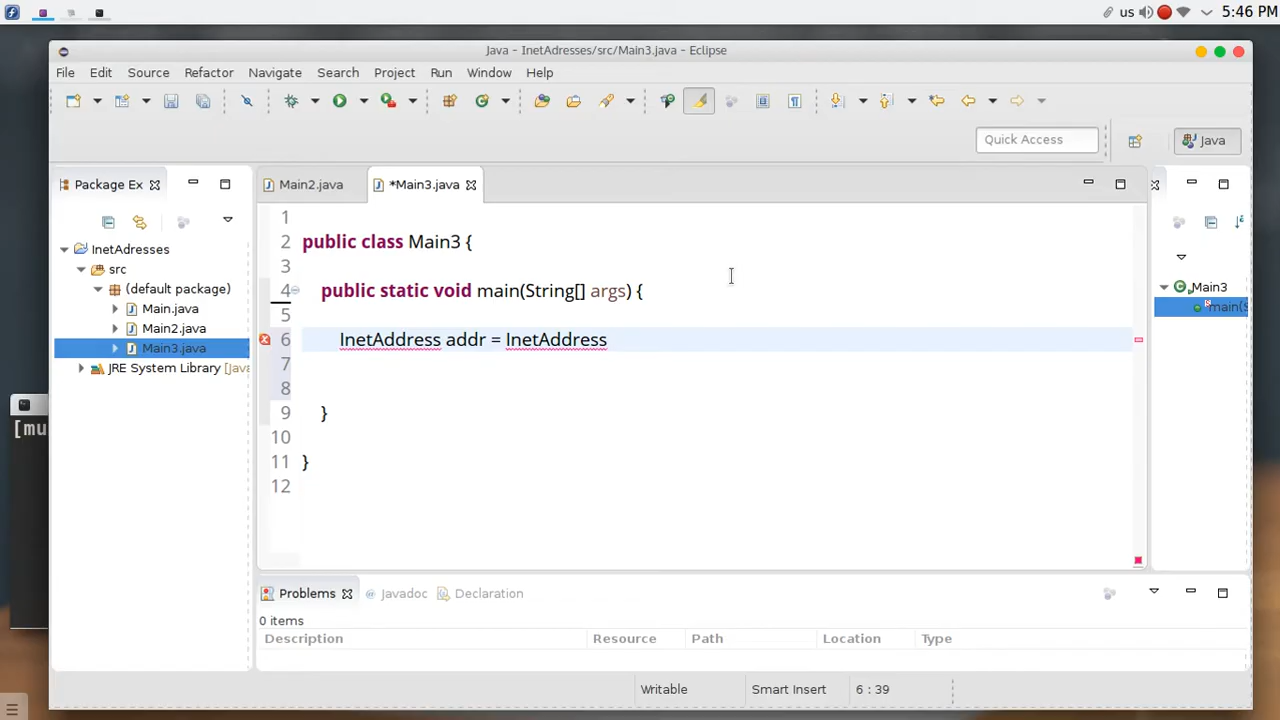 us 5:46 PM
Java - InetAdresses/src/Main3.java - Eclipse
File Edit Source Refactor Navigate Search Project Run Window Help
Quick Access Java
Package Ex Main2.java *Main3.java
InetAdresses
src
(default package)
Main.java
Main2.java
Main3.java
JRE System Library [Java
1
2 public class Main3 {
3
4 public static void main(String[] args) {
5
6 InetAddress addr = InetAddress
7
8
9 }
10
11 }
12
Main3
main(S
[mu
Problems @ Javadoc Declaration
0 items
Description Resource Path Location Type
Writable Smart Insert 6 : 39